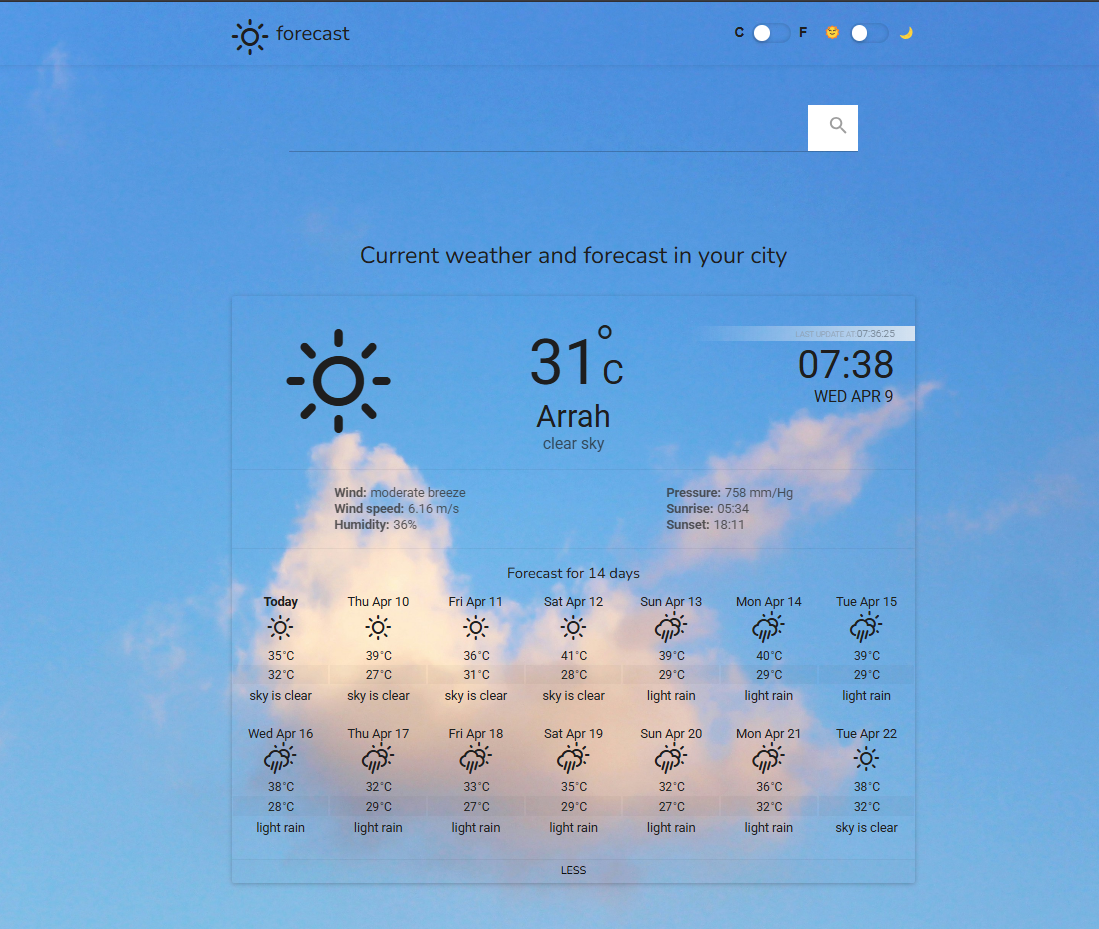 forecast
C F
Current weather and forecast in your city
LAST UPDATE AT 07:36:25
31°C
07:38
WED APR 9
Arrah
clear sky
Wind: moderate breeze
Wind speed: 6.16 m/s
Humidity: 36%
Pressure: 758 mm/Hg
Sunrise: 05:34
Sunset: 18:11
Forecast for 14 days
Today Thu Apr 10 Fri Apr 11 Sat Apr 12 Sun Apr 13 Mon Apr 14 Tue Apr 15
35°C 39°C 36°C 41°C 39°C 40°C 39°C
32°C 27°C 31°C 28°C 29°C 29°C 29°C
sky is clear sky is clear sky is clear sky is clear light rain light rain light rain
Wed Apr 16 Thu Apr 17 Fri Apr 18 Sat Apr 19 Sun Apr 20 Mon Apr 21 Tue Apr 22
38°C 32°C 33°C 35°C 32°C 36°C 38°C
28°C 29°C 27°C 29°C 27°C 32°C 32°C
light rain light rain light rain light rain light rain light rain sky is clear
LESS